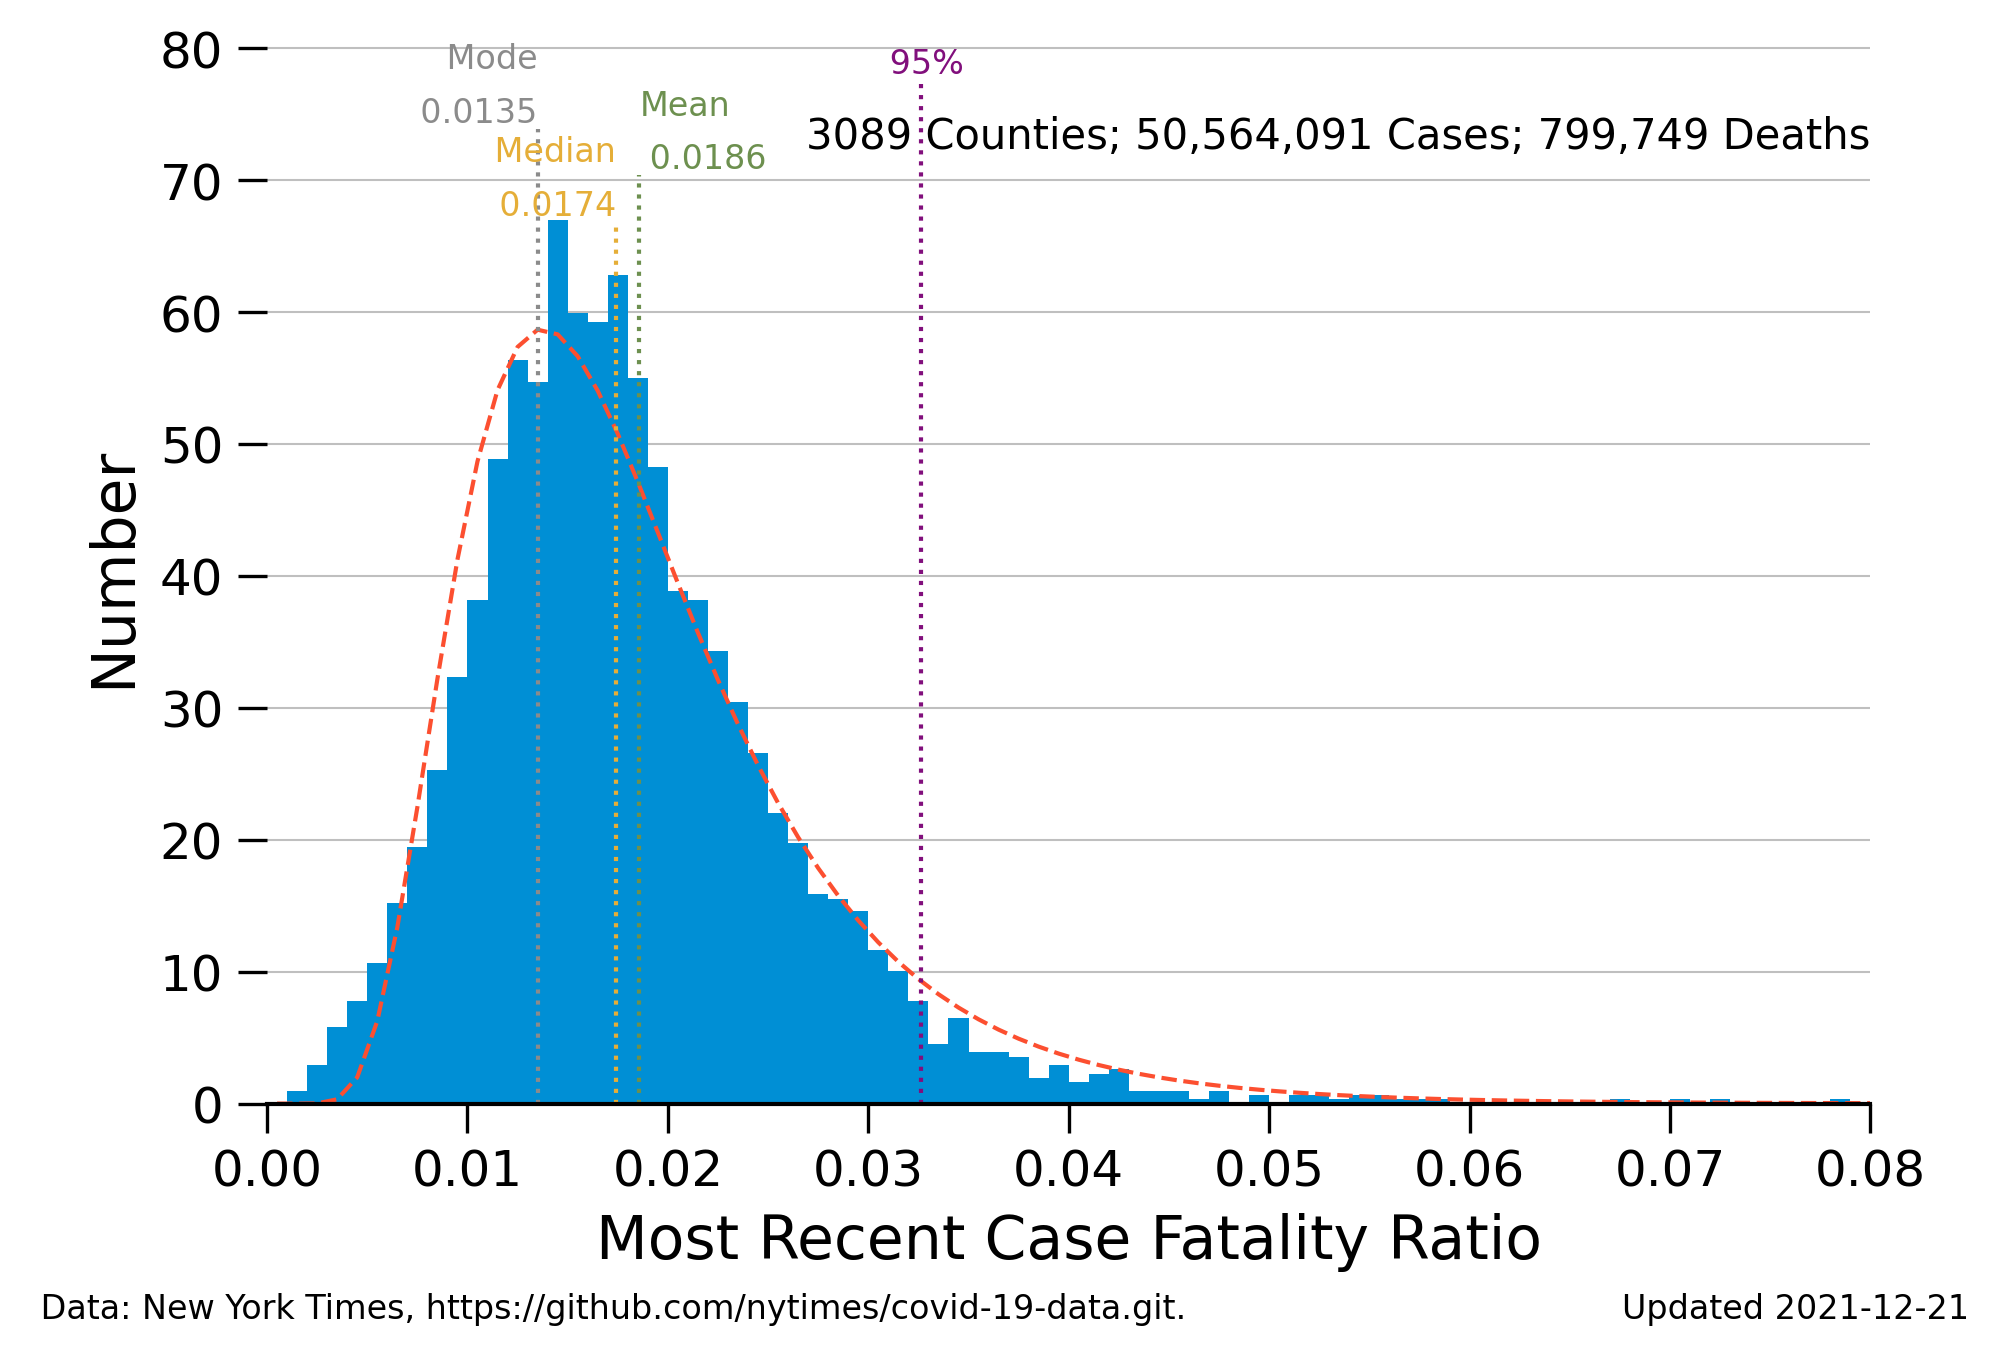 Mode
0.0135
Median
0.0174
Mean
0.0186
95%
3089 Counties; 50,564,091 Cases; 799,749 Deaths
80
70
60
50
40
30
20
10
0
Number
0.00 0.01 0.02 0.03 0.04 0.05 0.06 0.07 0.08
Most Recent Case Fatality Ratio
Data: New York Times, https://github.com/nytimes/covid-19-data.git.
Updated 2021-12-21